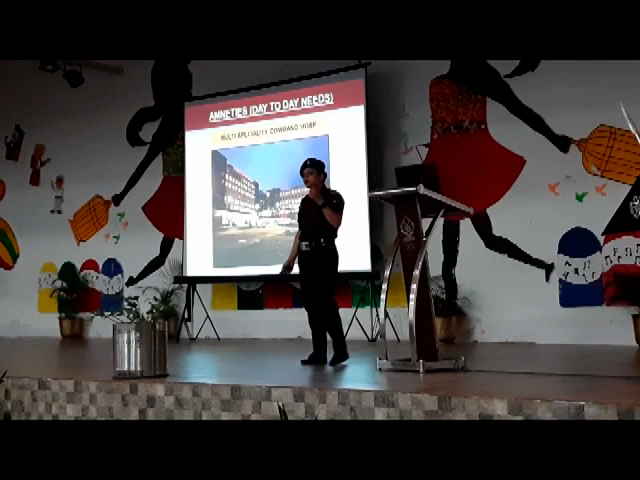 AMNETIES (DAY TO DAY NEEDS)
MULTI SPECIALITY COMMAND HOSP